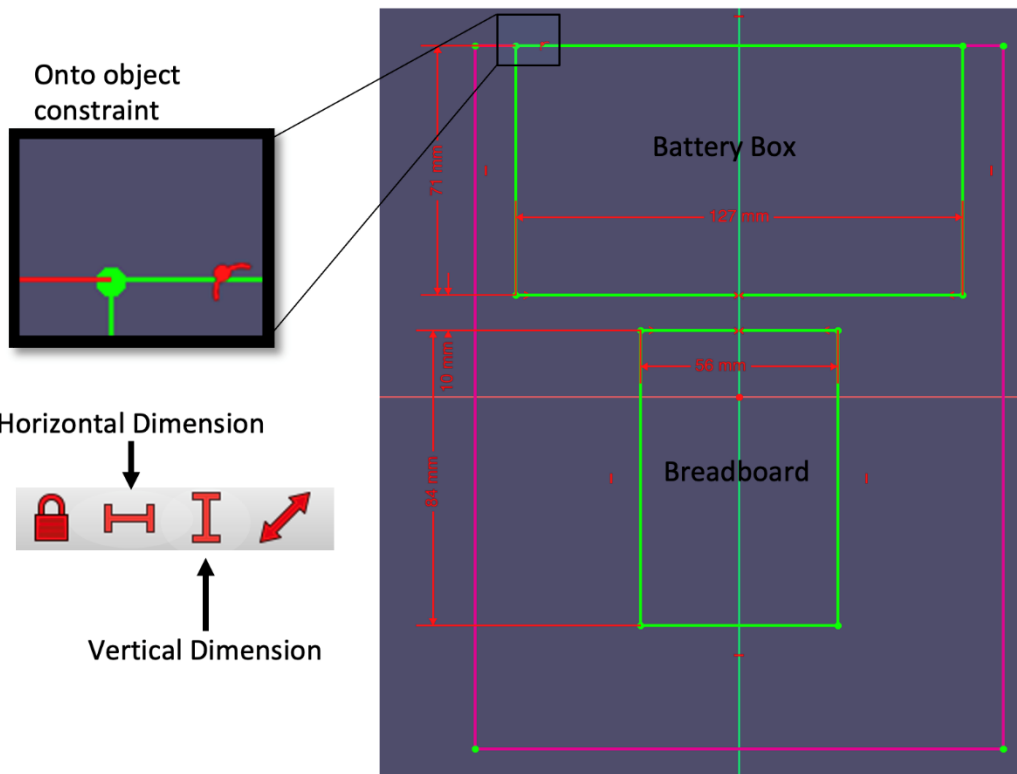 Onto object
constraint
Battery Box
71 mm
127 mm
10 mm
56 mm
Horizontal Dimension
Breadboard
84 mm
Vertical Dimension